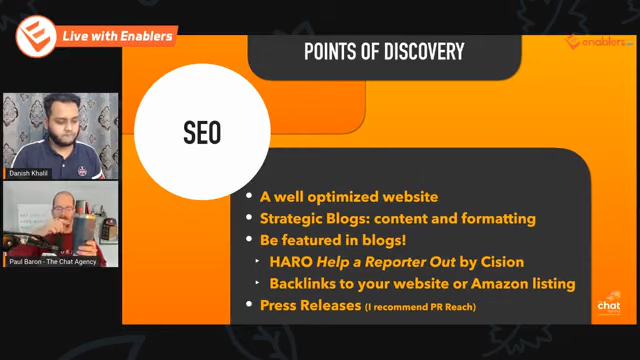 Live with Enablers
POINTS OF DISCOVERY
Enablers
SEO
Danish Khalil
Paul Baron - The Chat Agency
A well optimized website
Strategic Blogs: content and formatting
Be featured in blogs!
HARO Help a Reporter Out by Cision
Backlinks to your website or Amazon listing
Press Releases (I recommend PR Reach)
chat